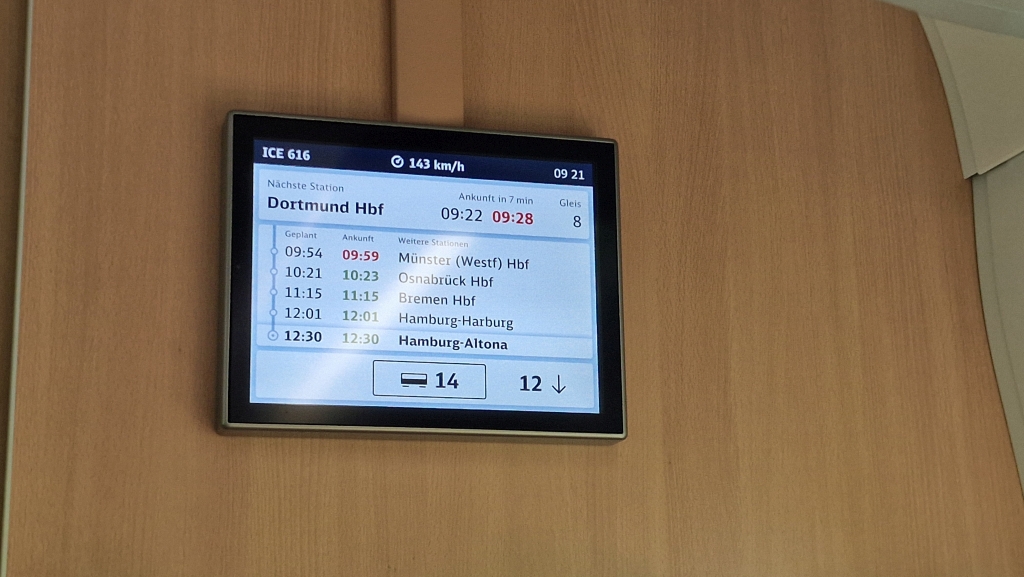 ICE 616 143 km/h 09 21
Nächste Station Ankunft in 7 min Gleis
Dortmund Hbf 09:22 09:28 8
Geplant Ankunft Weitere Stationen
09:54 09:59 Münster (Westf) Hbf
10:21 10:23 Osnabrück Hbf
11:15 11:15 Bremen Hbf
12:01 12:01 Hamburg-Harburg
12:30 12:30 Hamburg-Altona
14 12 ↓